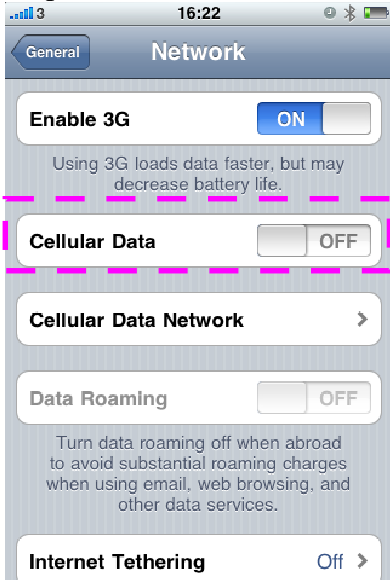 3 16:22
General Network
Enable 3G ON
Using 3G loads data faster, but may
decrease battery life.
Cellular Data OFF
Cellular Data Network
Data Roaming OFF
Turn data roaming off when abroad
to avoid substantial roaming charges
when using email, web browsing, and
other data services.
Internet Tethering Off